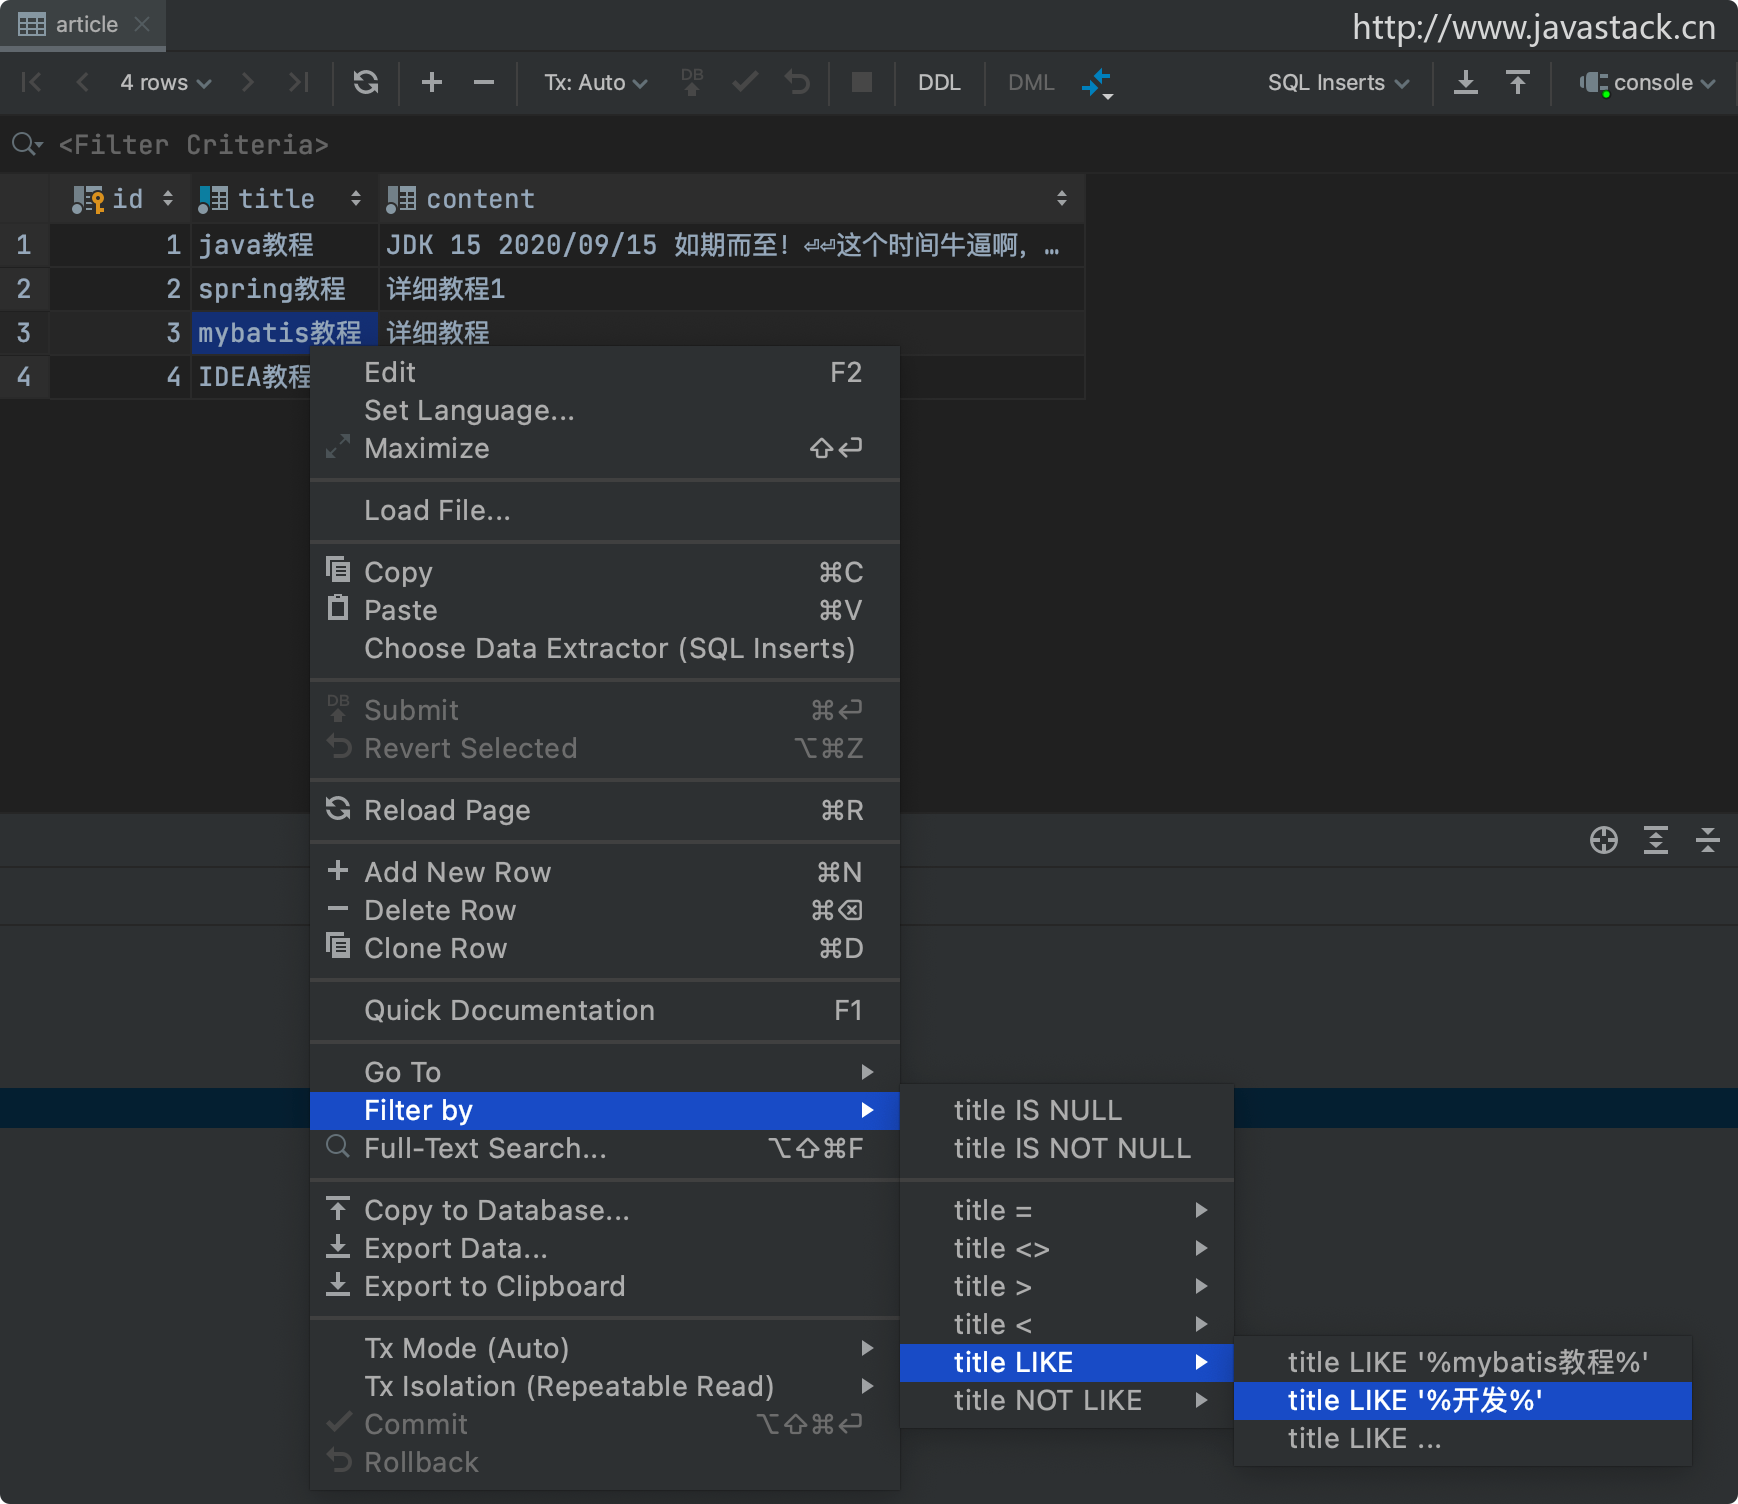 article
http://www.javastack.cn
4 rows Tx: Auto DB DDL DML SQL Inserts console
<Filter Criteria>
id title content
1 1 java教程 JDK 15 2020/09/15 如期而至! ⏎⏎这个时间牛逼啊, …
2 2 spring教程 详细教程1
3 3 mybatis教程 详细教程
4 4 IDEA教程
Edit F2
Set Language...
Maximize ⇧⏎
Load File...
Copy ⌘C
Paste ⌘V
Choose Data Extractor (SQL Inserts)
DB Submit ⌘⏎
Revert Selected ⌥⌘Z
Reload Page ⌘R
Add New Row ⌘N
Delete Row ⌘⌫
Clone Row ⌘D
Quick Documentation F1
Go To
Filter by
Full-Text Search... ⌥⇧⌘F
Copy to Database...
Export Data...
Export to Clipboard
Tx Mode (Auto)
Tx Isolation (Repeatable Read)
Commit ⌥⇧⌘⏎
Rollback
title IS NULL
title IS NOT NULL
title =
title <>
title >
title <
title LIKE
title NOT LIKE
title LIKE '%mybatis教程%'
title LIKE '%开发%'
title LIKE ...